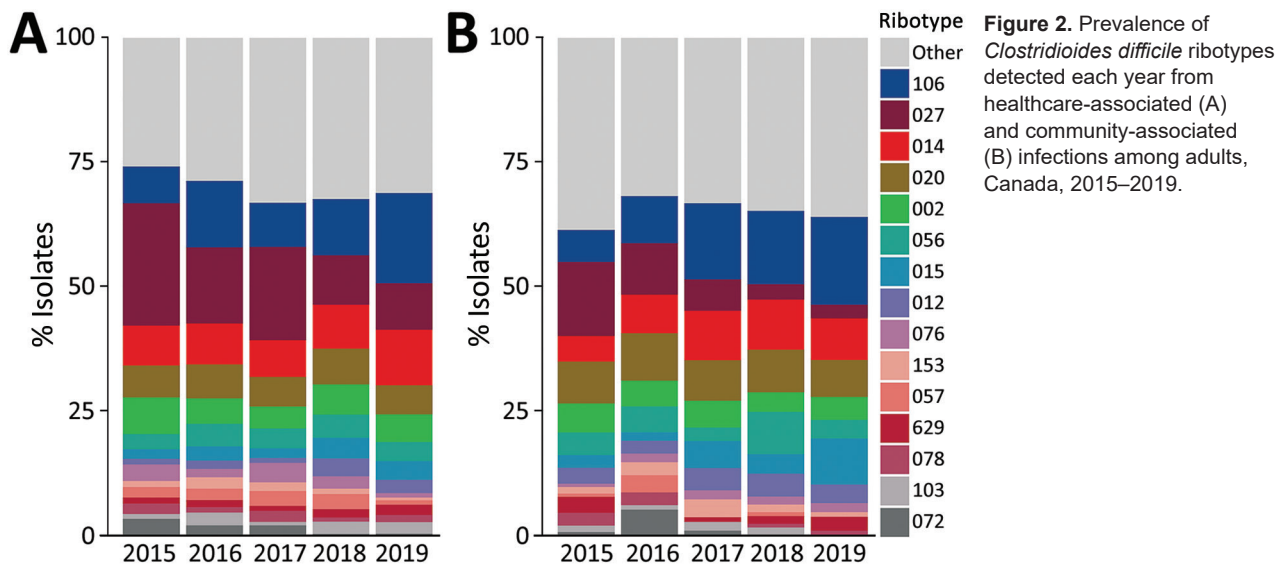 A
100
75
50
25
0
% Isolates
2015 2016 2017 2018 2019
B
100
75
50
25
0
% Isolates
2015 2016 2017 2018 2019
Ribotype
Other
106
027
014
020
002
056
015
012
076
153
057
629
078
103
072
Figure 2. Prevalence of
Clostridioides difficile ribotypes
detected each year from
healthcare-associated (A)
and community-associated
(B) infections among adults,
Canada, 2015–2019.